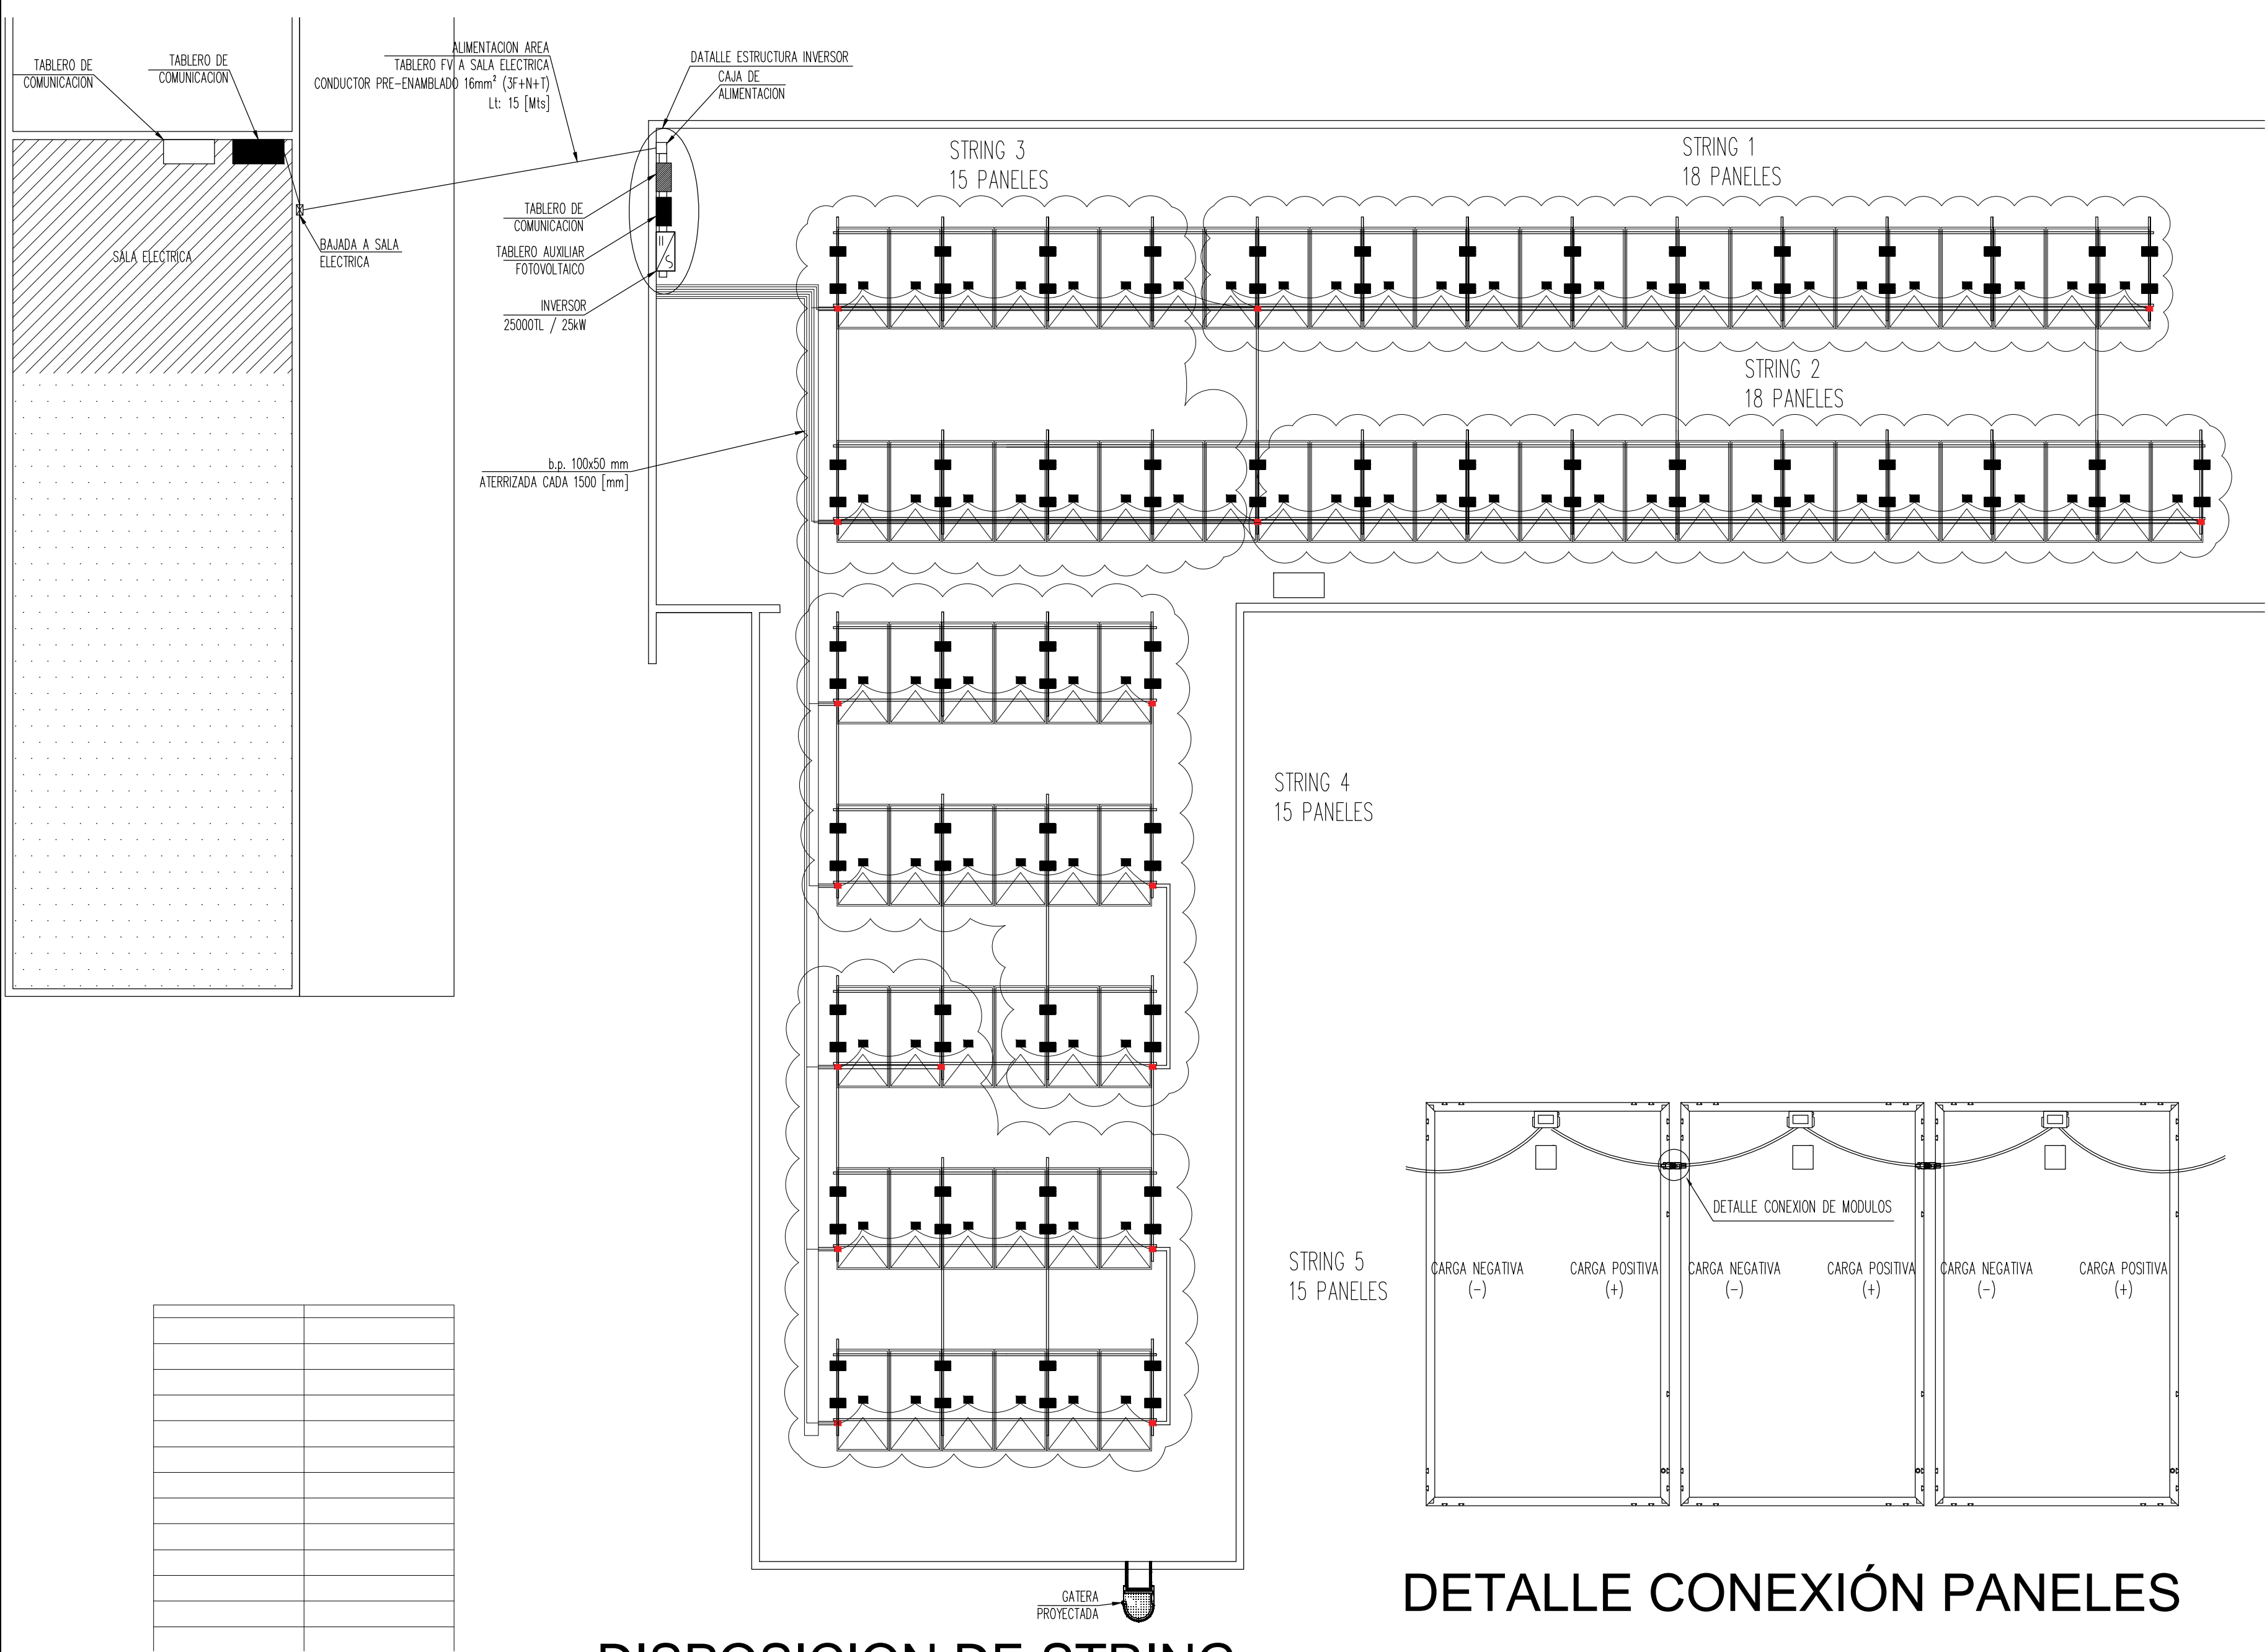 TABLERO DE
COMUNICACION
TABLERO DE
COMUNICACION
ALIMENTACION AREA
TABLERO FV A SALA ELECTRICA
CONDUCTOR PRE-ENAMBLADO 16mm² (3F+N+T)
Lt: 15 [Mts]
DATALLE ESTRUCTURA INVERSOR
CAJA DE
ALIMENTACION
STRING 3
15 PANELES
STRING 1
18 PANELES
TABLERO DE
COMUNICACION
BAJADA A SALA
ELECTRICA
SALA ELECTRICA
TABLERO AUXILIAR
FOTOVOLTAICO
INVERSOR
25000TL / 25kW
STRING 2
18 PANELES
b.p. 100x50 mm
ATERRIZADA CADA 1500 [mm]
STRING 4
15 PANELES
STRING 5
15 PANELES
DETALLE CONEXION DE MODULOS
CARGA NEGATIVA
(-)
CARGA POSITIVA
(+)
CARGA NEGATIVA
(-)
CARGA POSITIVA
(+)
CARGA NEGATIVA
(-)
CARGA POSITIVA
(+)
GATERA
PROYECTADA
DETALLE CONEXIÓN PANELES
DISPOSICION DE STRING